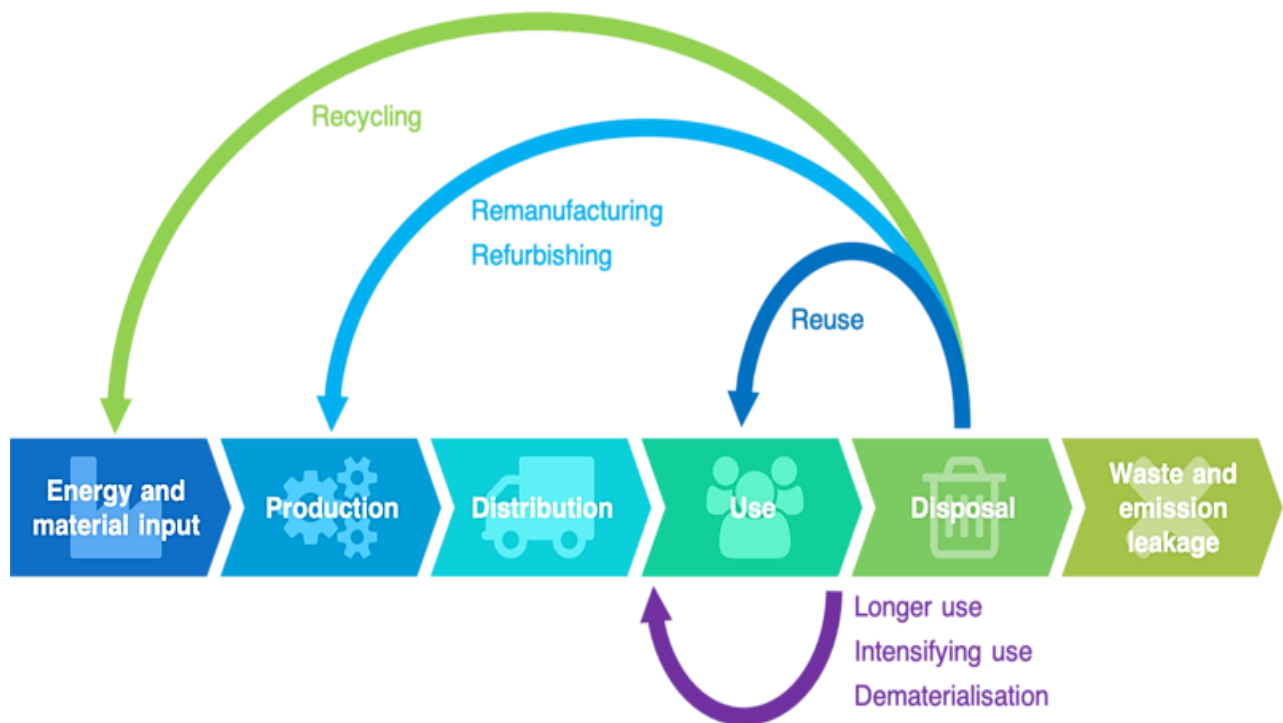 Recycling
Remanufacturing
Refurbishing
Reuse
Energy and
material input
Production
Distribution
Use
Disposal
Waste and
emission
leakage
Longer use
Intensifying use
Dematerialisation